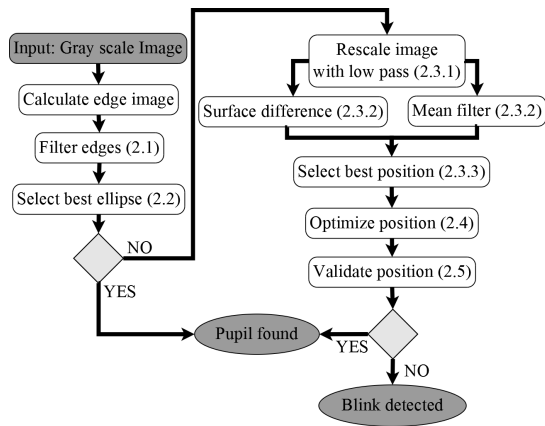 Input: Gray scale Image
Calculate edge image
Filter edges (2.1)
Select best ellipse (2.2)
NO
YES
Rescale image
with low pass (2.3.1)
Surface difference (2.3.2)
Mean filter (2.3.2)
Select best position (2.3.3)
Optimize position (2.4)
Validate position (2.5)
Pupil found
YES
NO
Blink detected